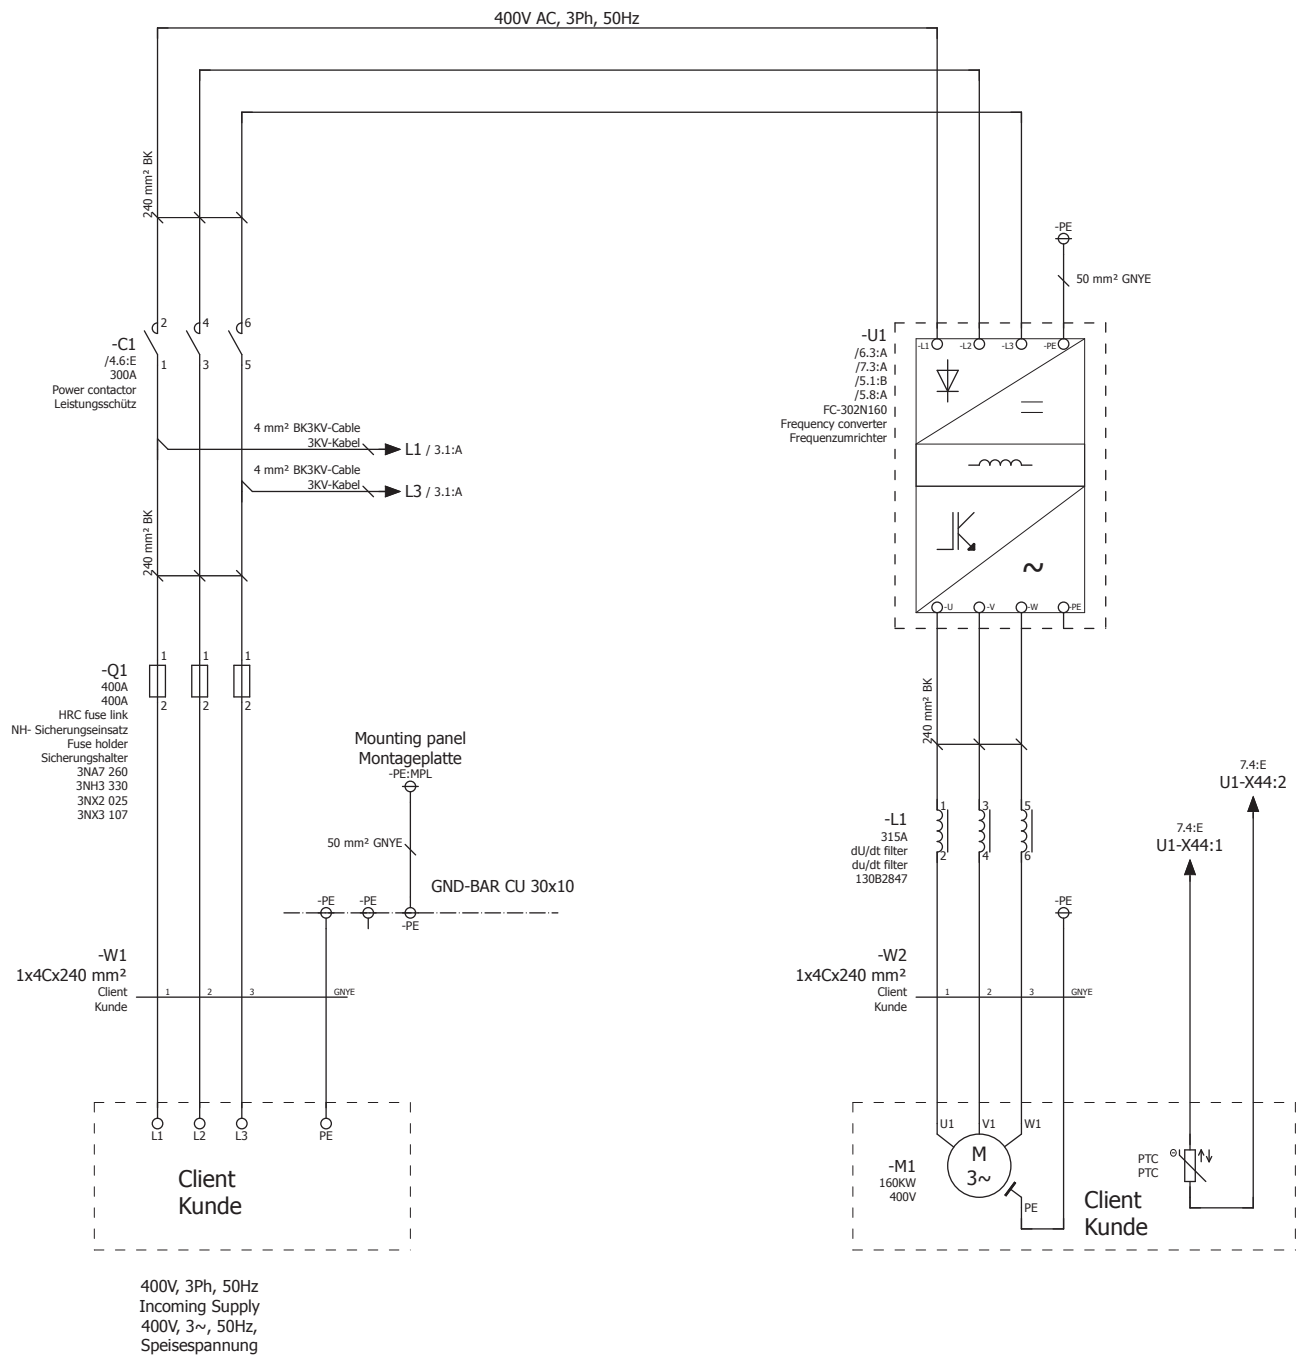 400V AC, 3Ph, 50Hz
240 mm² BK
2
4
6
-C1
/4.6:E
300A
Power contactor
Leistungsschütz
1
3
5
4 mm² BK3KV-Cable
3KV-Kabel
L1 / 3.1:A
4 mm² BK3KV-Cable
3KV-Kabel
L3 / 3.1:A
240 mm² BK
1
1
1
-Q1
400A
400A
HRC fuse link
NH- Sicherungseinsatz
Fuse holder
Sicherungshalter
3NA7 260
3NH3 330
3NX2 025
3NX3 107
2
2
2
Mounting panel
Montageplatte
-PE:MPL
50 mm² GNYE
GND-BAR CU 30x10
-PE
-PE
-PE
-W1
1x4Cx240 mm²
Client
Kunde
1
2
3
GNYE
L1
L2
L3
PE
Client
Kunde
400V, 3Ph, 50Hz
Incoming Supply
400V, 3~, 50Hz,
Speisespannung
-PE
50 mm² GNYE
-U1
/6.3:A
/7.3:A
/5.1:B
/5.8:A
FC-302N160
Frequency converter
Frequenzumrichter
-L1
-L2
-L3
-PE
~
-U
-V
-W
-PE
240 mm² BK
-L1
315A
dU/dt filter
du/dt filter
130B2847
1
3
5
2
4
6
7.4:E
U1-X44:2
7.4:E
U1-X44:1
-PE
-W2
1x4Cx240 mm²
Client
Kunde
1
2
3
GNYE
U1
V1
W1
-M1
160KW
400V
M
3~
PE
PTC
PTC
Θ
Client
Kunde